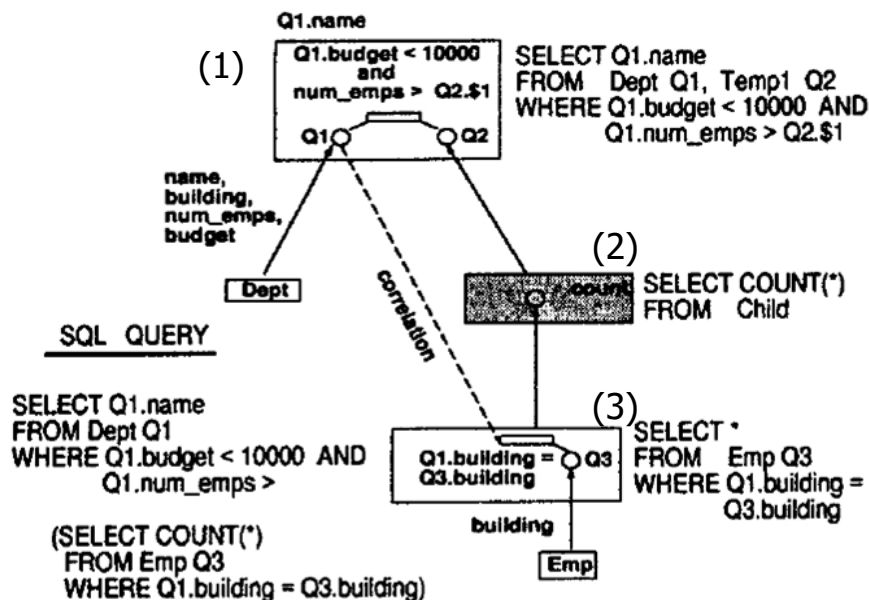 Q1.name
(1)
Q1.budget < 10000
and
num_emps > Q2.$1
Q1
Q2
SELECT Q1.name
FROM Dept Q1, Temp1 Q2
WHERE Q1.budget < 10000 AND
Q1.num_emps > Q2.$1
name,
building,
num_emps,
budget
Dept
correlation
(2)
count
SELECT COUNT(*)
FROM Child
SQL QUERY
SELECT Q1.name
FROM Dept Q1
WHERE Q1.budget < 10000 AND
Q1.num_emps >
(SELECT COUNT(*)
FROM Emp Q3
WHERE Q1.building = Q3.building)
(3)
Q1.building =
Q3.building
Q3
SELECT *
FROM Emp Q3
WHERE Q1.building =
Q3.building
building
Emp